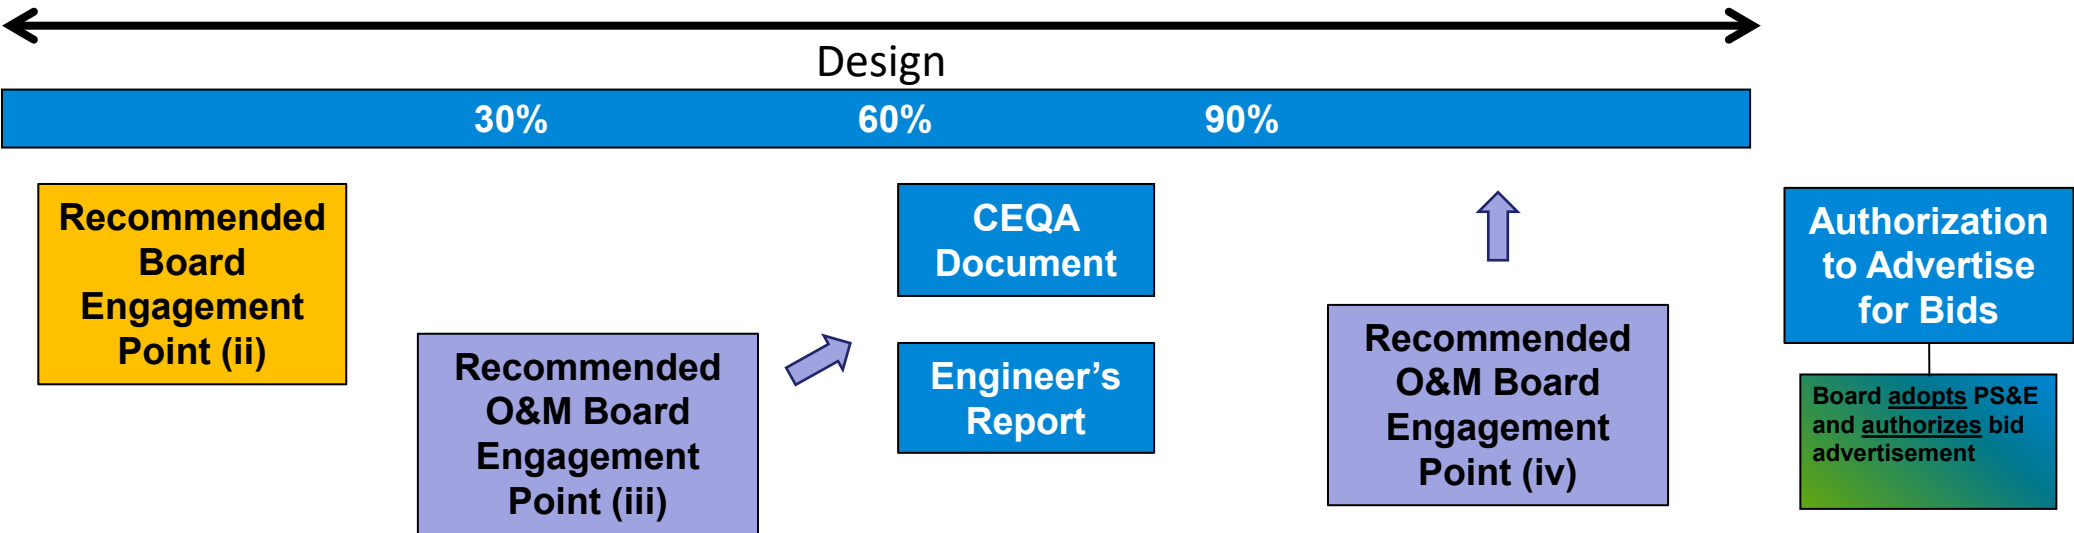 Design
30% 60% 90%
Recommended
Board
Engagement
Point (ii)
Recommended
O&M Board
Engagement
Point (iii)
CEQA
Document
Engineer’s
Report
Recommended
O&M Board
Engagement
Point (iv)
Authorization
to Advertise
for Bids
Board adopts PS&E
and authorizes bid
advertisement